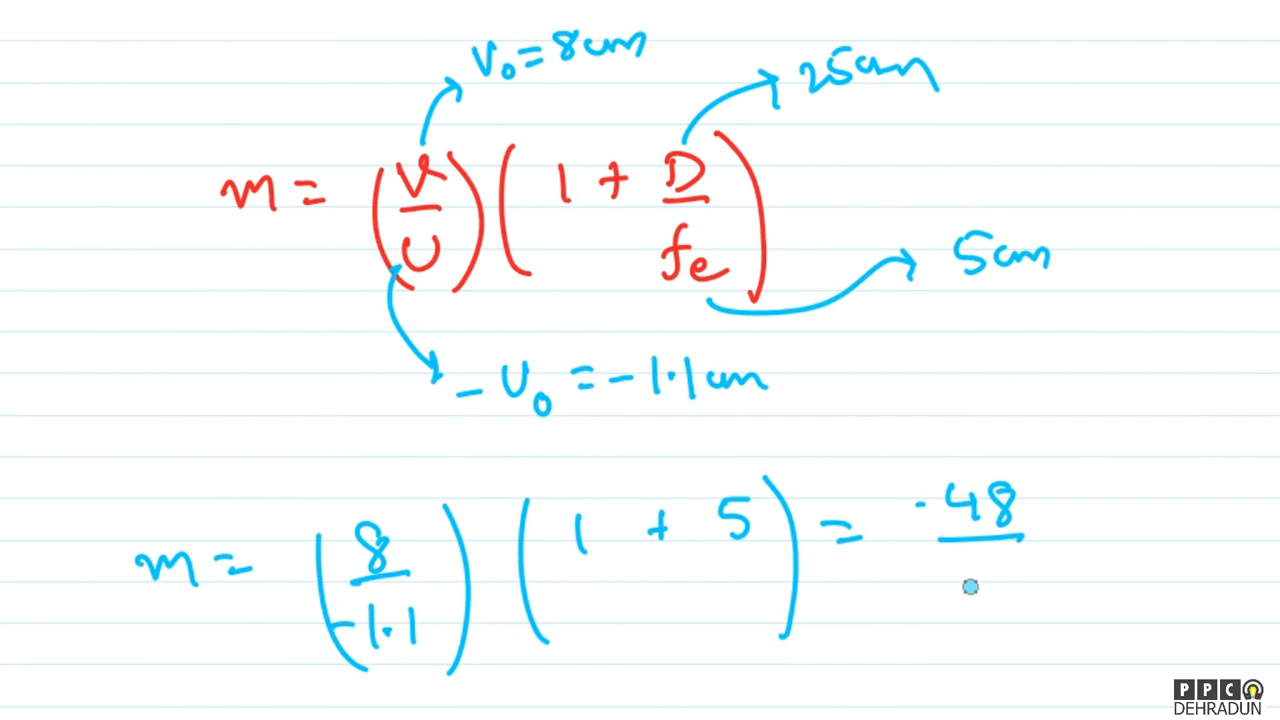 v₀ = 8cm
25cm
m = (v/u)(1 + D/fe)
5cm
- u₀ = - 1.1cm
m = (8/-1.1)(1 + 5) = -48/
PPC
DEHRADUN